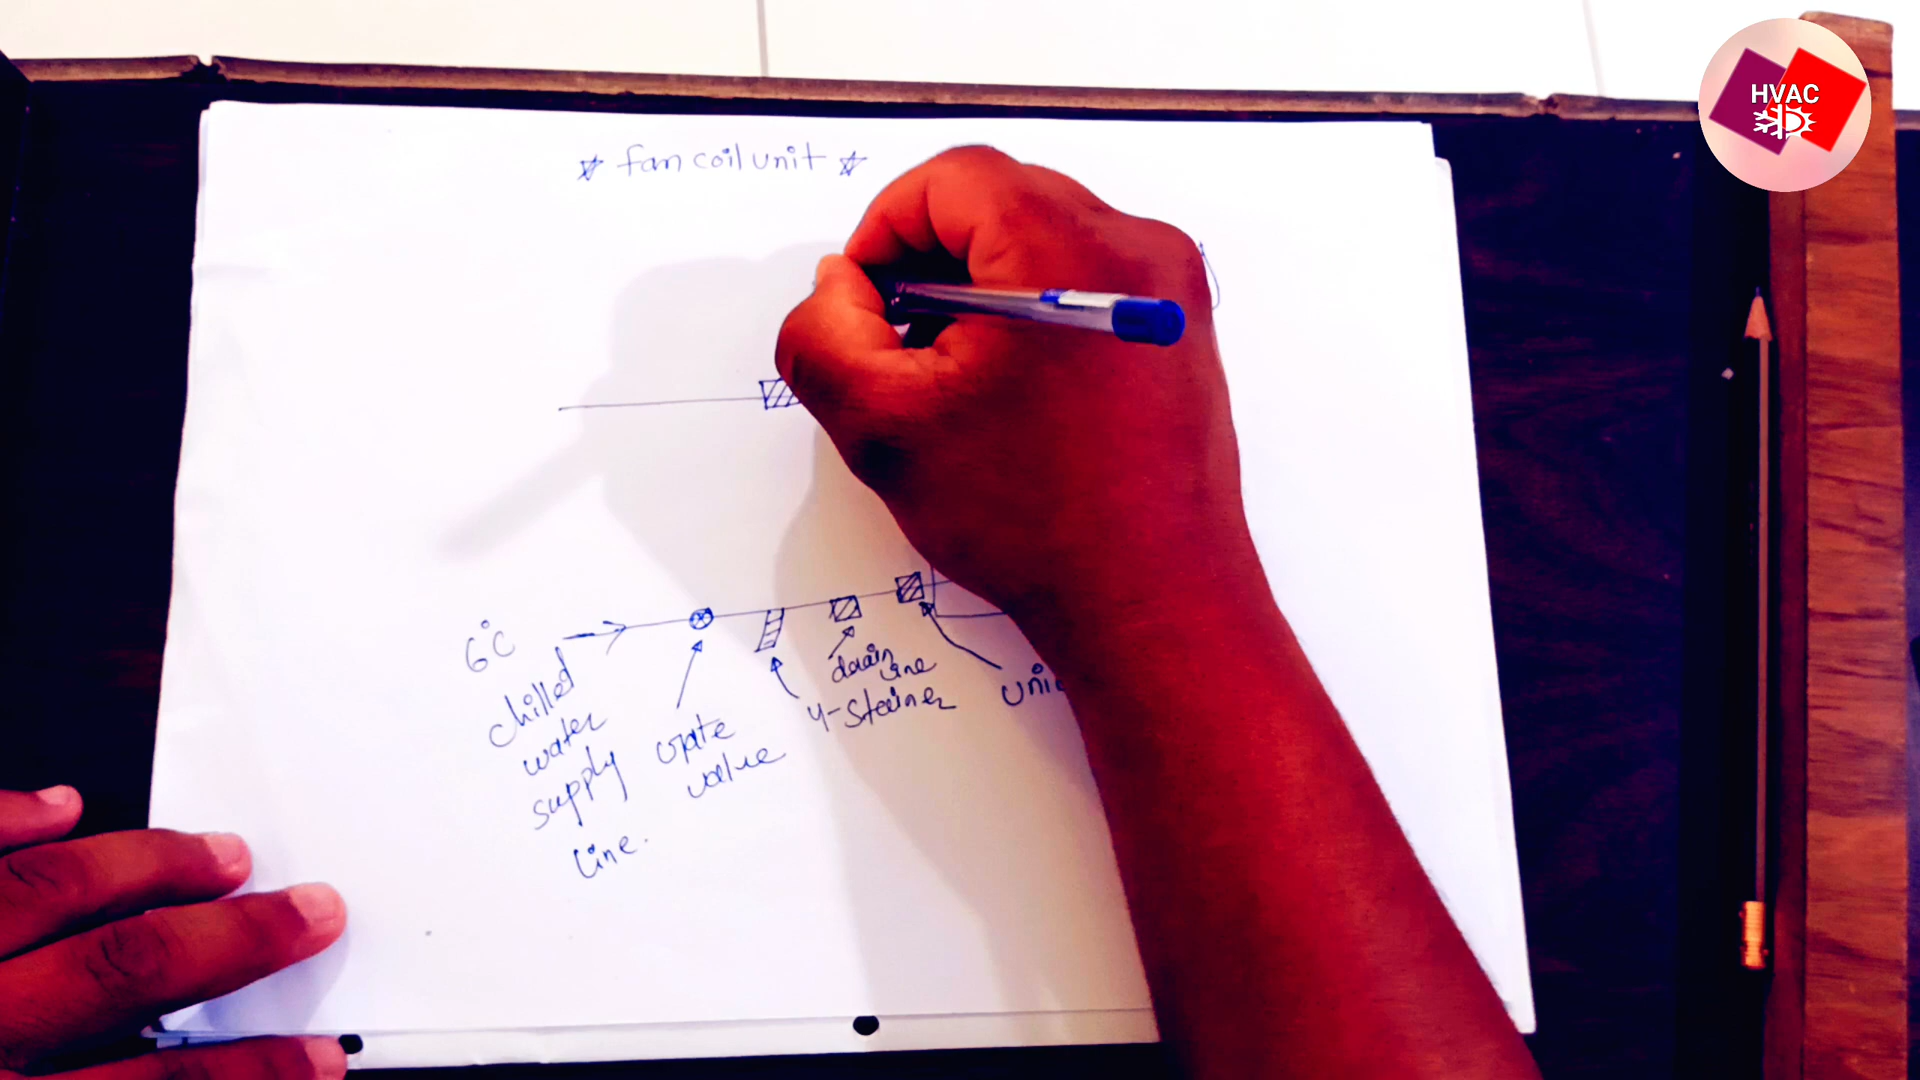 HVAC
☆ fan coil unit ☆
6°C
chilled
water
supply
line.
gate
valve
drain
line
y-Strainer